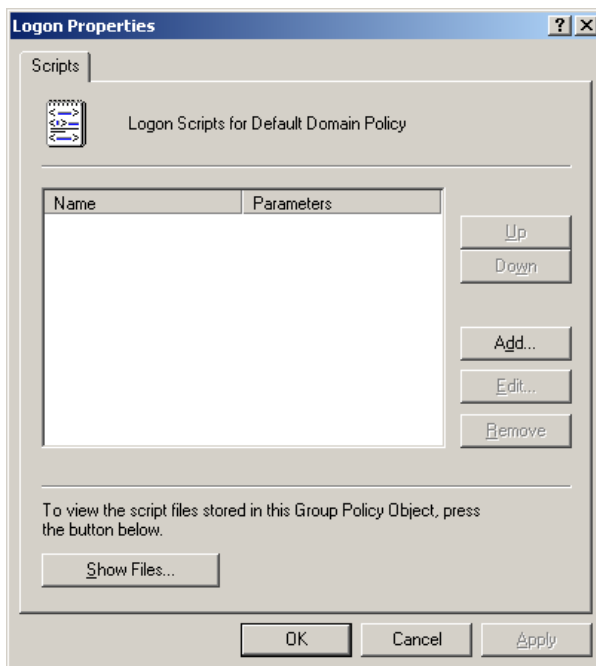 Logon Properties
Scripts
Logon Scripts for Default Domain Policy
Name Parameters
Up
Down
Add...
Edit...
Remove
To view the script files stored in this Group Policy Object, press
the button below.
Show Files...
OK Cancel Apply